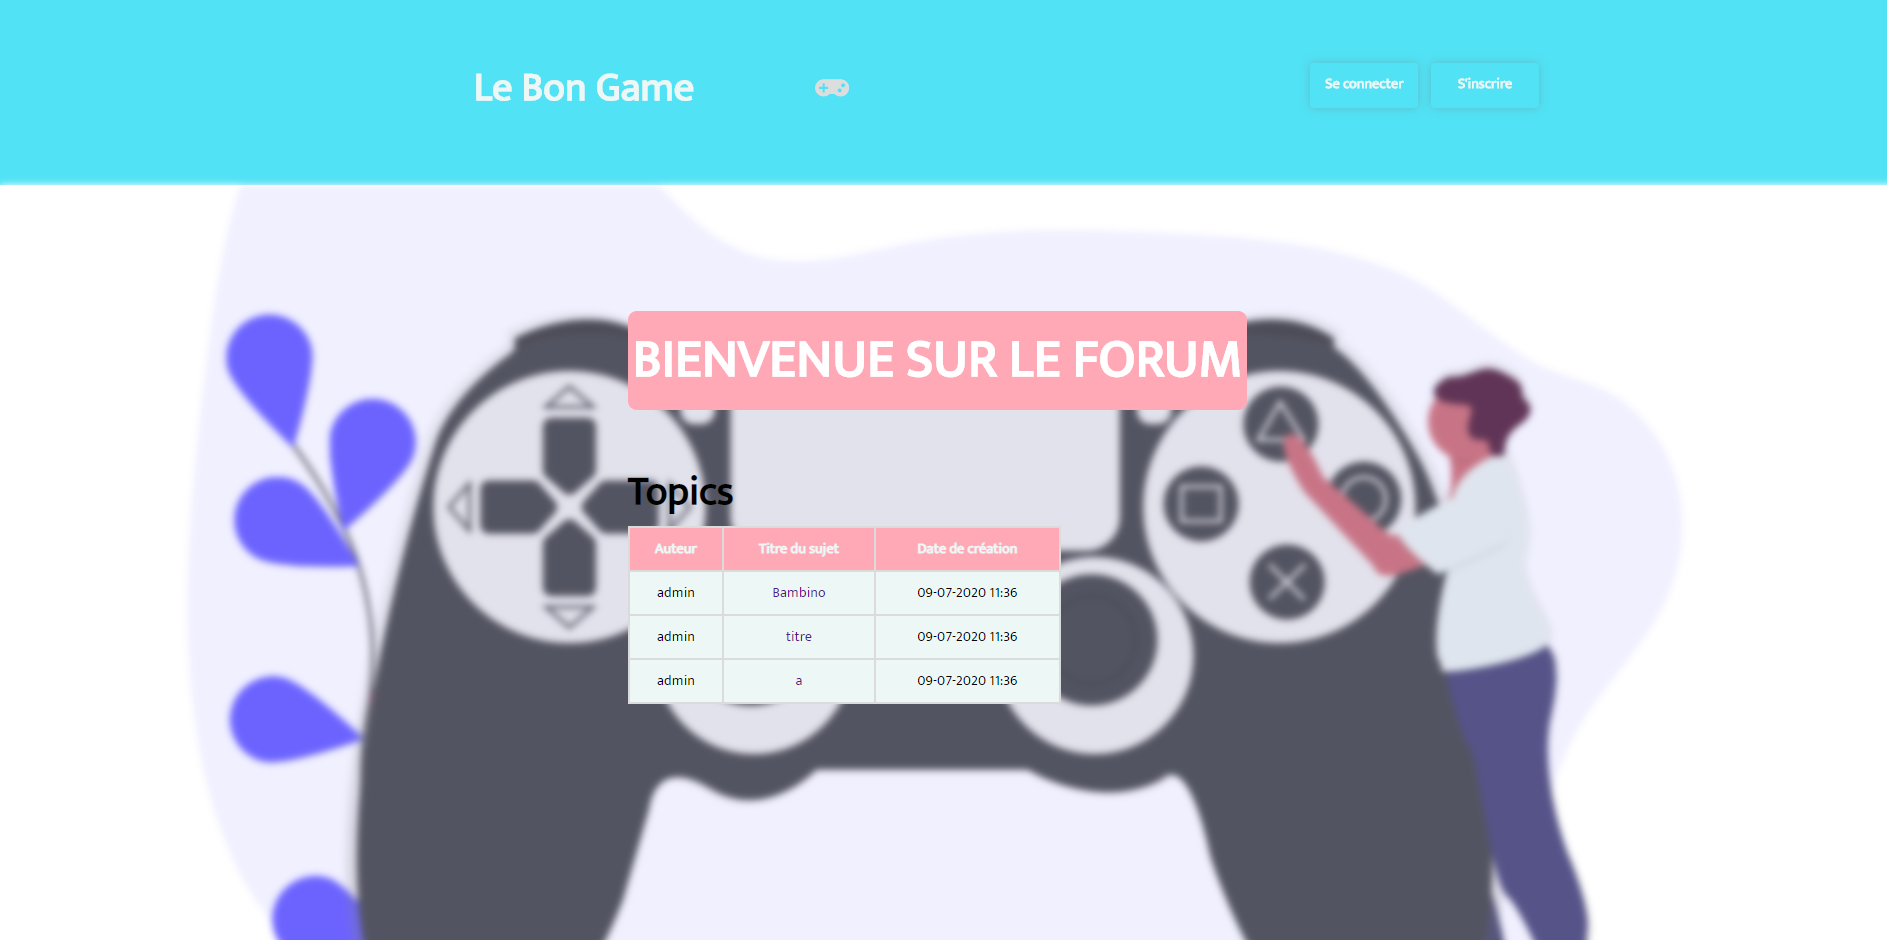 Le Bon Game
Se connecter
S'inscrire
BIENVENUE SUR LE FORUM
Topics
Auteur Titre du sujet Date de création
admin Bambino 09-07-2020 11:36
admin titre 09-07-2020 11:36
admin a 09-07-2020 11:36